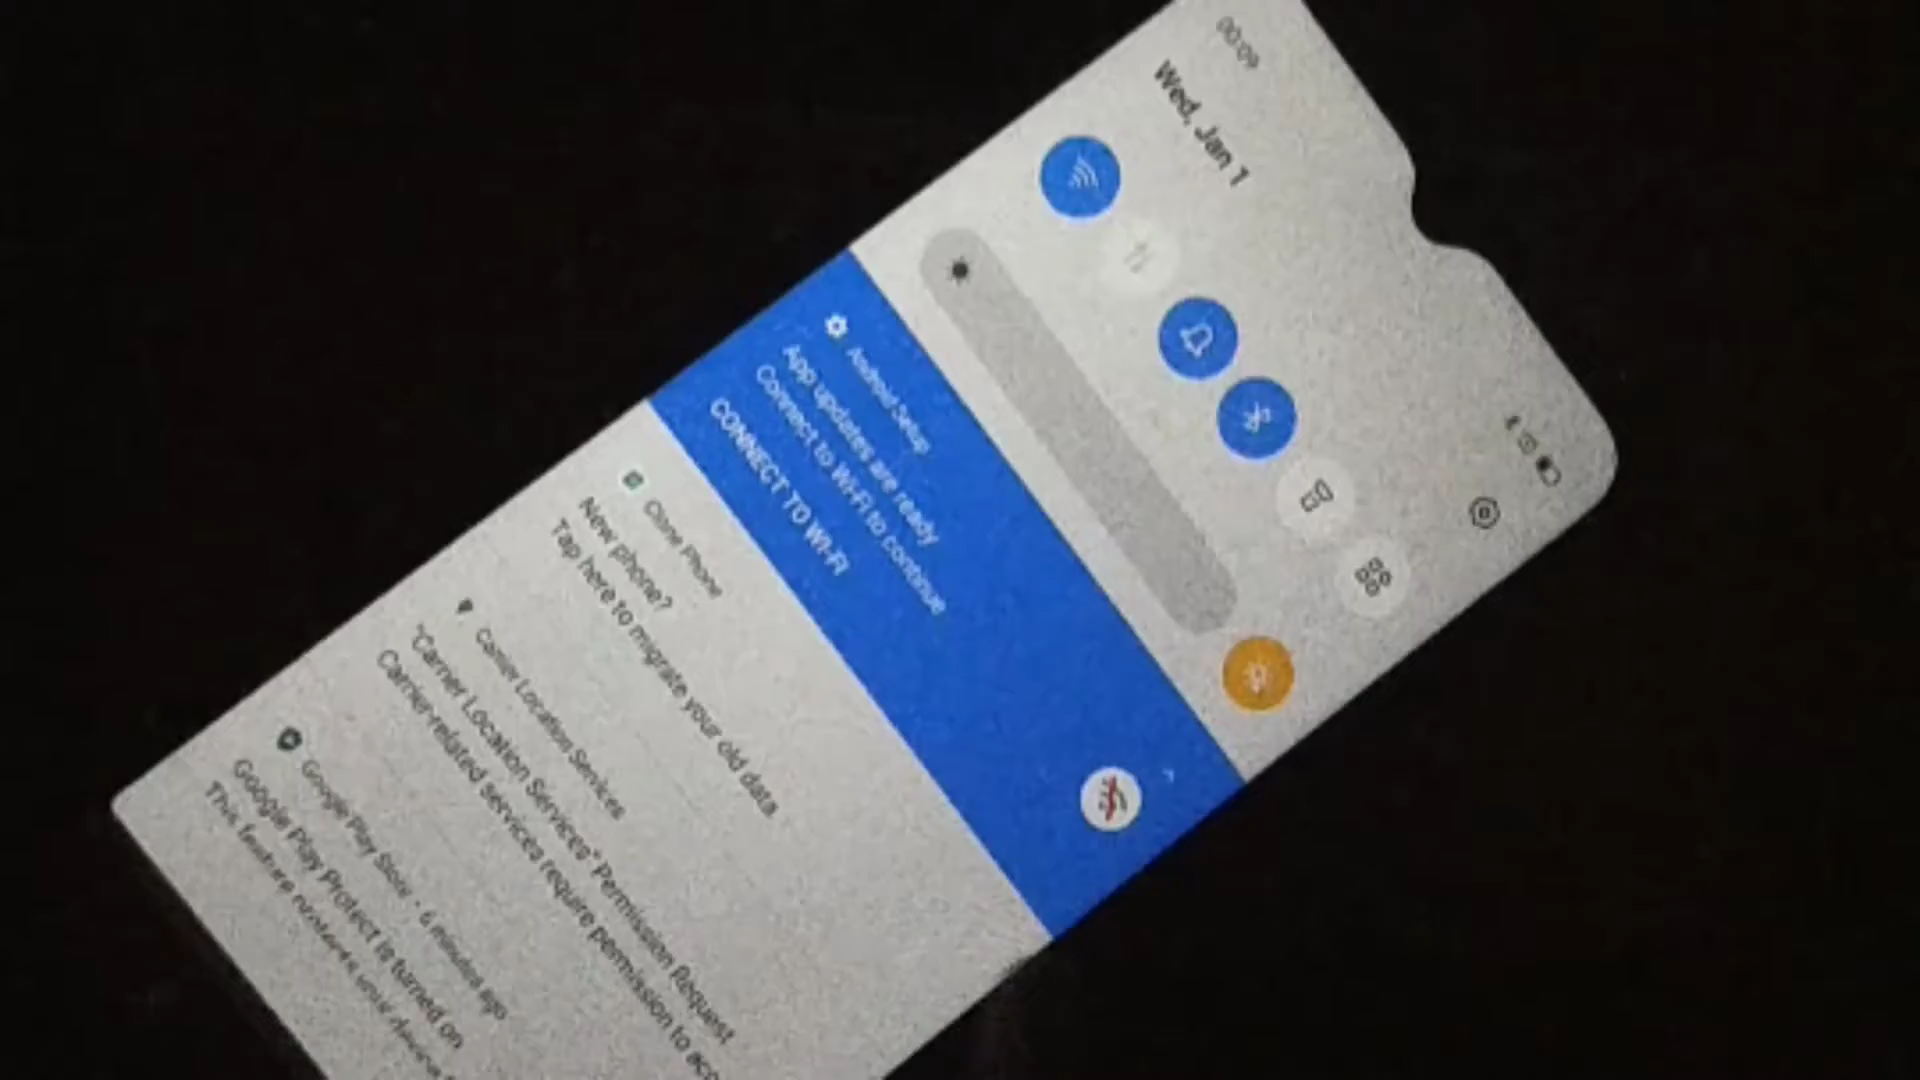 00:09
Wed, Jan 1
Android Setup
App updates are ready
Connect to Wi-Fi to continue
CONNECT TO WI-FI
Clone Phone
New phone?
Tap here to migrate your old data
Carrier Location Services
"Carrier Location Services" Permission Request
Carrier-related services require permission to acc
Google Play Store • 6 minutes ago
Google Play Protect is turned on
This feature